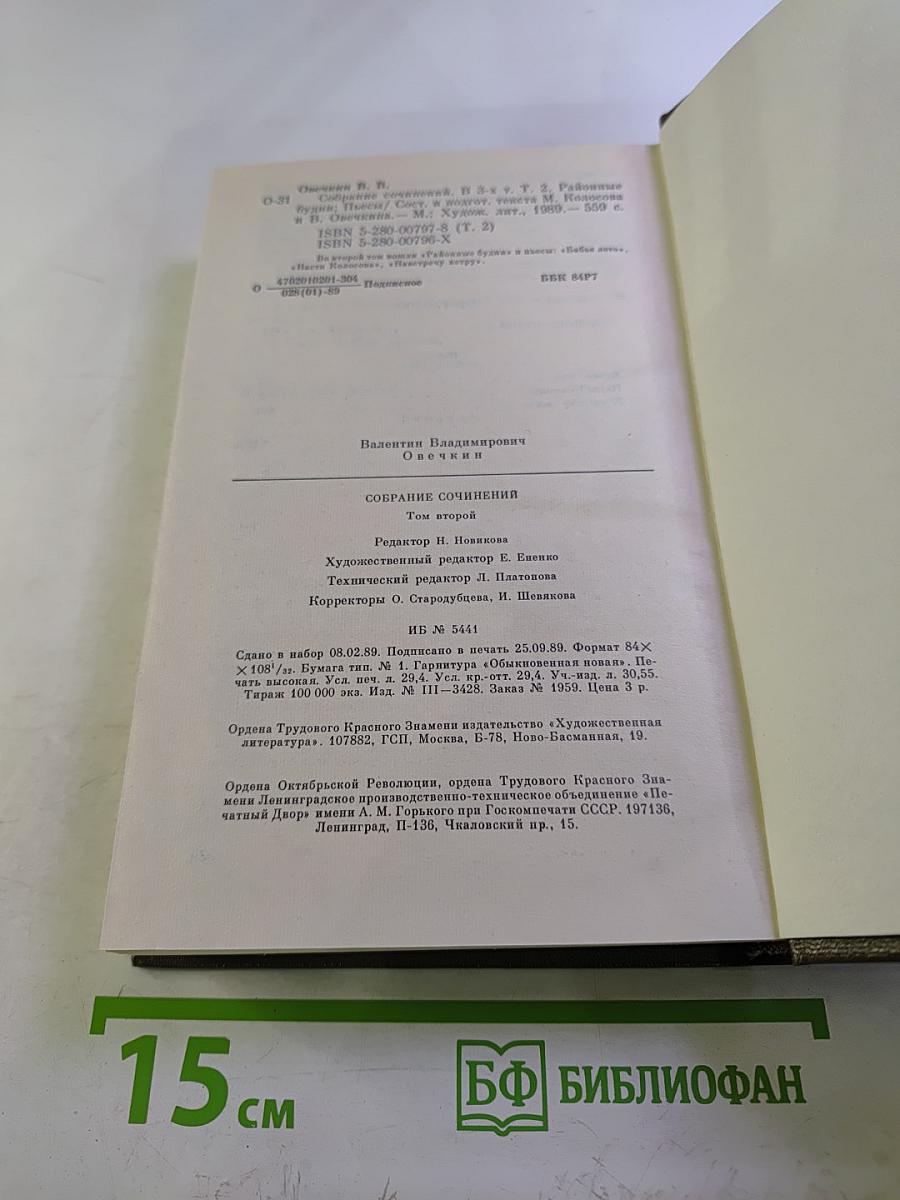 Овечкин В. В.
О-31 Собрание сочинений. В 3-х т. Т. 2. Районные
будни; Пьесы/ Сост. и подгот. текста М. Колосова
и В. Овечкина.— М.: Худож. лит., 1989.— 559 с.
ISBN 5-280-00797-8 (Т. 2)
ISBN 5-280-00796-X
Во второй том вошли «Районные будни» и пьесы: «Бабье лето»,
«Настя Колосова», «Навстречу ветру».
О 4702010201-304 Подписное ББК 84Р7
028(01)-89
Валентин Владимирович
Овечкин
СОБРАНИЕ СОЧИНЕНИЙ
Том второй
Редактор Н. Новикова
Художественный редактор Е. Ененко
Технический редактор Л. Платонова
Корректоры О. Стародубцева, И. Шевякова
ИБ № 5441
Сдано в набор 08.02.89. Подписано в печать 25.09.89. Формат 84×
×108¹/₃₂. Бумага тип. № 1. Гарнитура «Обыкновенная новая». Пе-
чать высокая. Усл. печ. л. 29,4. Усл. кр.-отт. 29,4. Уч.-изд. л. 30,55.
Тираж 100 000 экз. Изд. № III—3428. Заказ № 1959. Цена 3 р.
Ордена Трудового Красного Знамени издательство «Художественная
литература». 107882, ГСП, Москва, Б-78, Ново-Басманная, 19.
Ордена Октябрьской Революции, ордена Трудового Красного Зна-
мени Ленинградское производственно-техническое объединение «Пе-
чатный Двор» имени А. М. Горького при Госкомпечати СССР. 197136,
Ленинград, П-136, Чкаловский пр., 15.
15 см
БФ БИБЛИОФАН